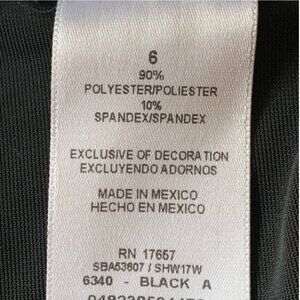 6
90%
POLYESTER/POLIESTER
10%
SPANDEX/SPANDEX
EXCLUSIVE OF DECORATION
EXCLUYENDO ADORNOS
MADE IN MEXICO
HECHO EN MEXICO
RN 17657
SBA53607 / SHW17W
6340 - BLACK A